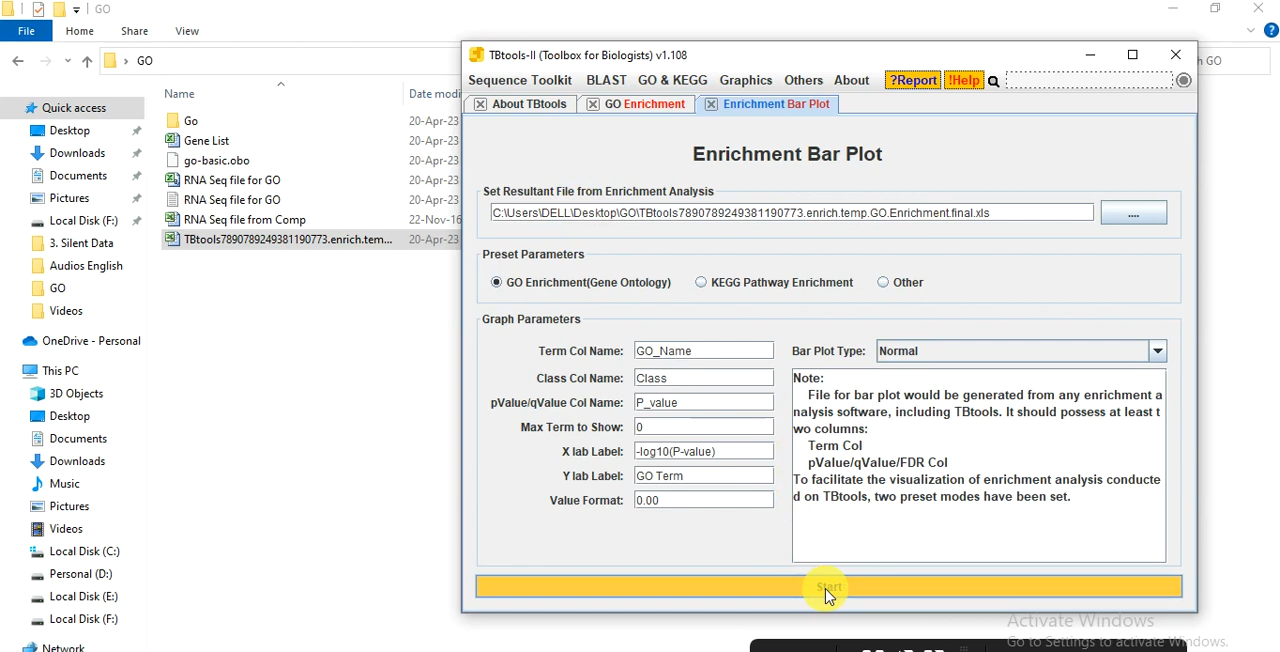 GO
File
Home
Share
View
GO
h GO
Name
Date modi
Quick access
Desktop
Downloads
Documents
Pictures
Local Disk (F:)
3. Silent Data
Audios English
GO
Videos
OneDrive - Personal
This PC
3D Objects
Desktop
Documents
Downloads
Music
Pictures
Videos
Local Disk (C:)
Personal (D:)
Local Disk (E:)
Local Disk (F:)
Network
Go 20-Apr-23
Gene List 20-Apr-23
go-basic.obo 20-Apr-23
RNA Seq file for GO 20-Apr-23
RNA Seq file for GO 20-Apr-23
RNA Seq file from Comp 22-Nov-16
TBtools7890789249381190773.enrich.tem... 20-Apr-23
TBtools-II (Toolbox for Biologists) v1.108
Sequence Toolkit BLAST GO & KEGG Graphics Others About ?Report !Help
About TBtools GO Enrichment Enrichment Bar Plot
Enrichment Bar Plot
Set Resultant File from Enrichment Analysis
C:\Users\DELL\Desktop\GO\TBtools7890789249381190773.enrich.temp.GO.Enrichment.final.xls ....
Preset Parameters
GO Enrichment(Gene Ontology) KEGG Pathway Enrichment Other
Graph Parameters
Term Col Name: GO_Name
Class Col Name: Class
pValue/qValue Col Name: P_value
Max Term to Show: 0
X lab Label: -log10(P-value)
Y lab Label: GO Term
Value Format: 0.00
Bar Plot Type: Normal
Note:
File for bar plot would be generated from any enrichment a
nalysis software, including TBtools. It should possess at least t
wo columns:
Term Col
pValue/qValue/FDR Col
To facilitate the visualization of enrichment analysis conducte
d on TBtools, two preset modes have been set.
Start
Activate Windows
Go to Settings to activate Windows.